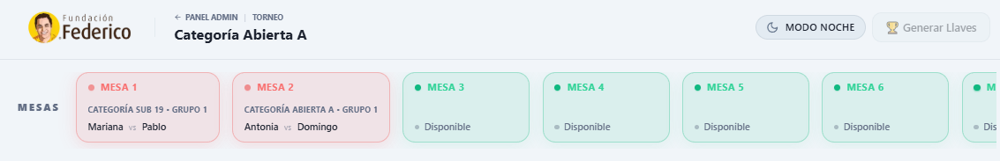 Fundación
Federico
← PANEL ADMIN | TORNEO
Categoría Abierta A
MODO NOCHE
Generar Llaves
MESAS
MESA 1
CATEGORÍA SUB 19 • GRUPO 1
Mariana vs Pablo
MESA 2
CATEGORÍA ABIERTA A • GRUPO 1
Antonia vs Domingo
MESA 3
Disponible
MESA 4
Disponible
MESA 5
Disponible
MESA 6
Disponible
M
Dis